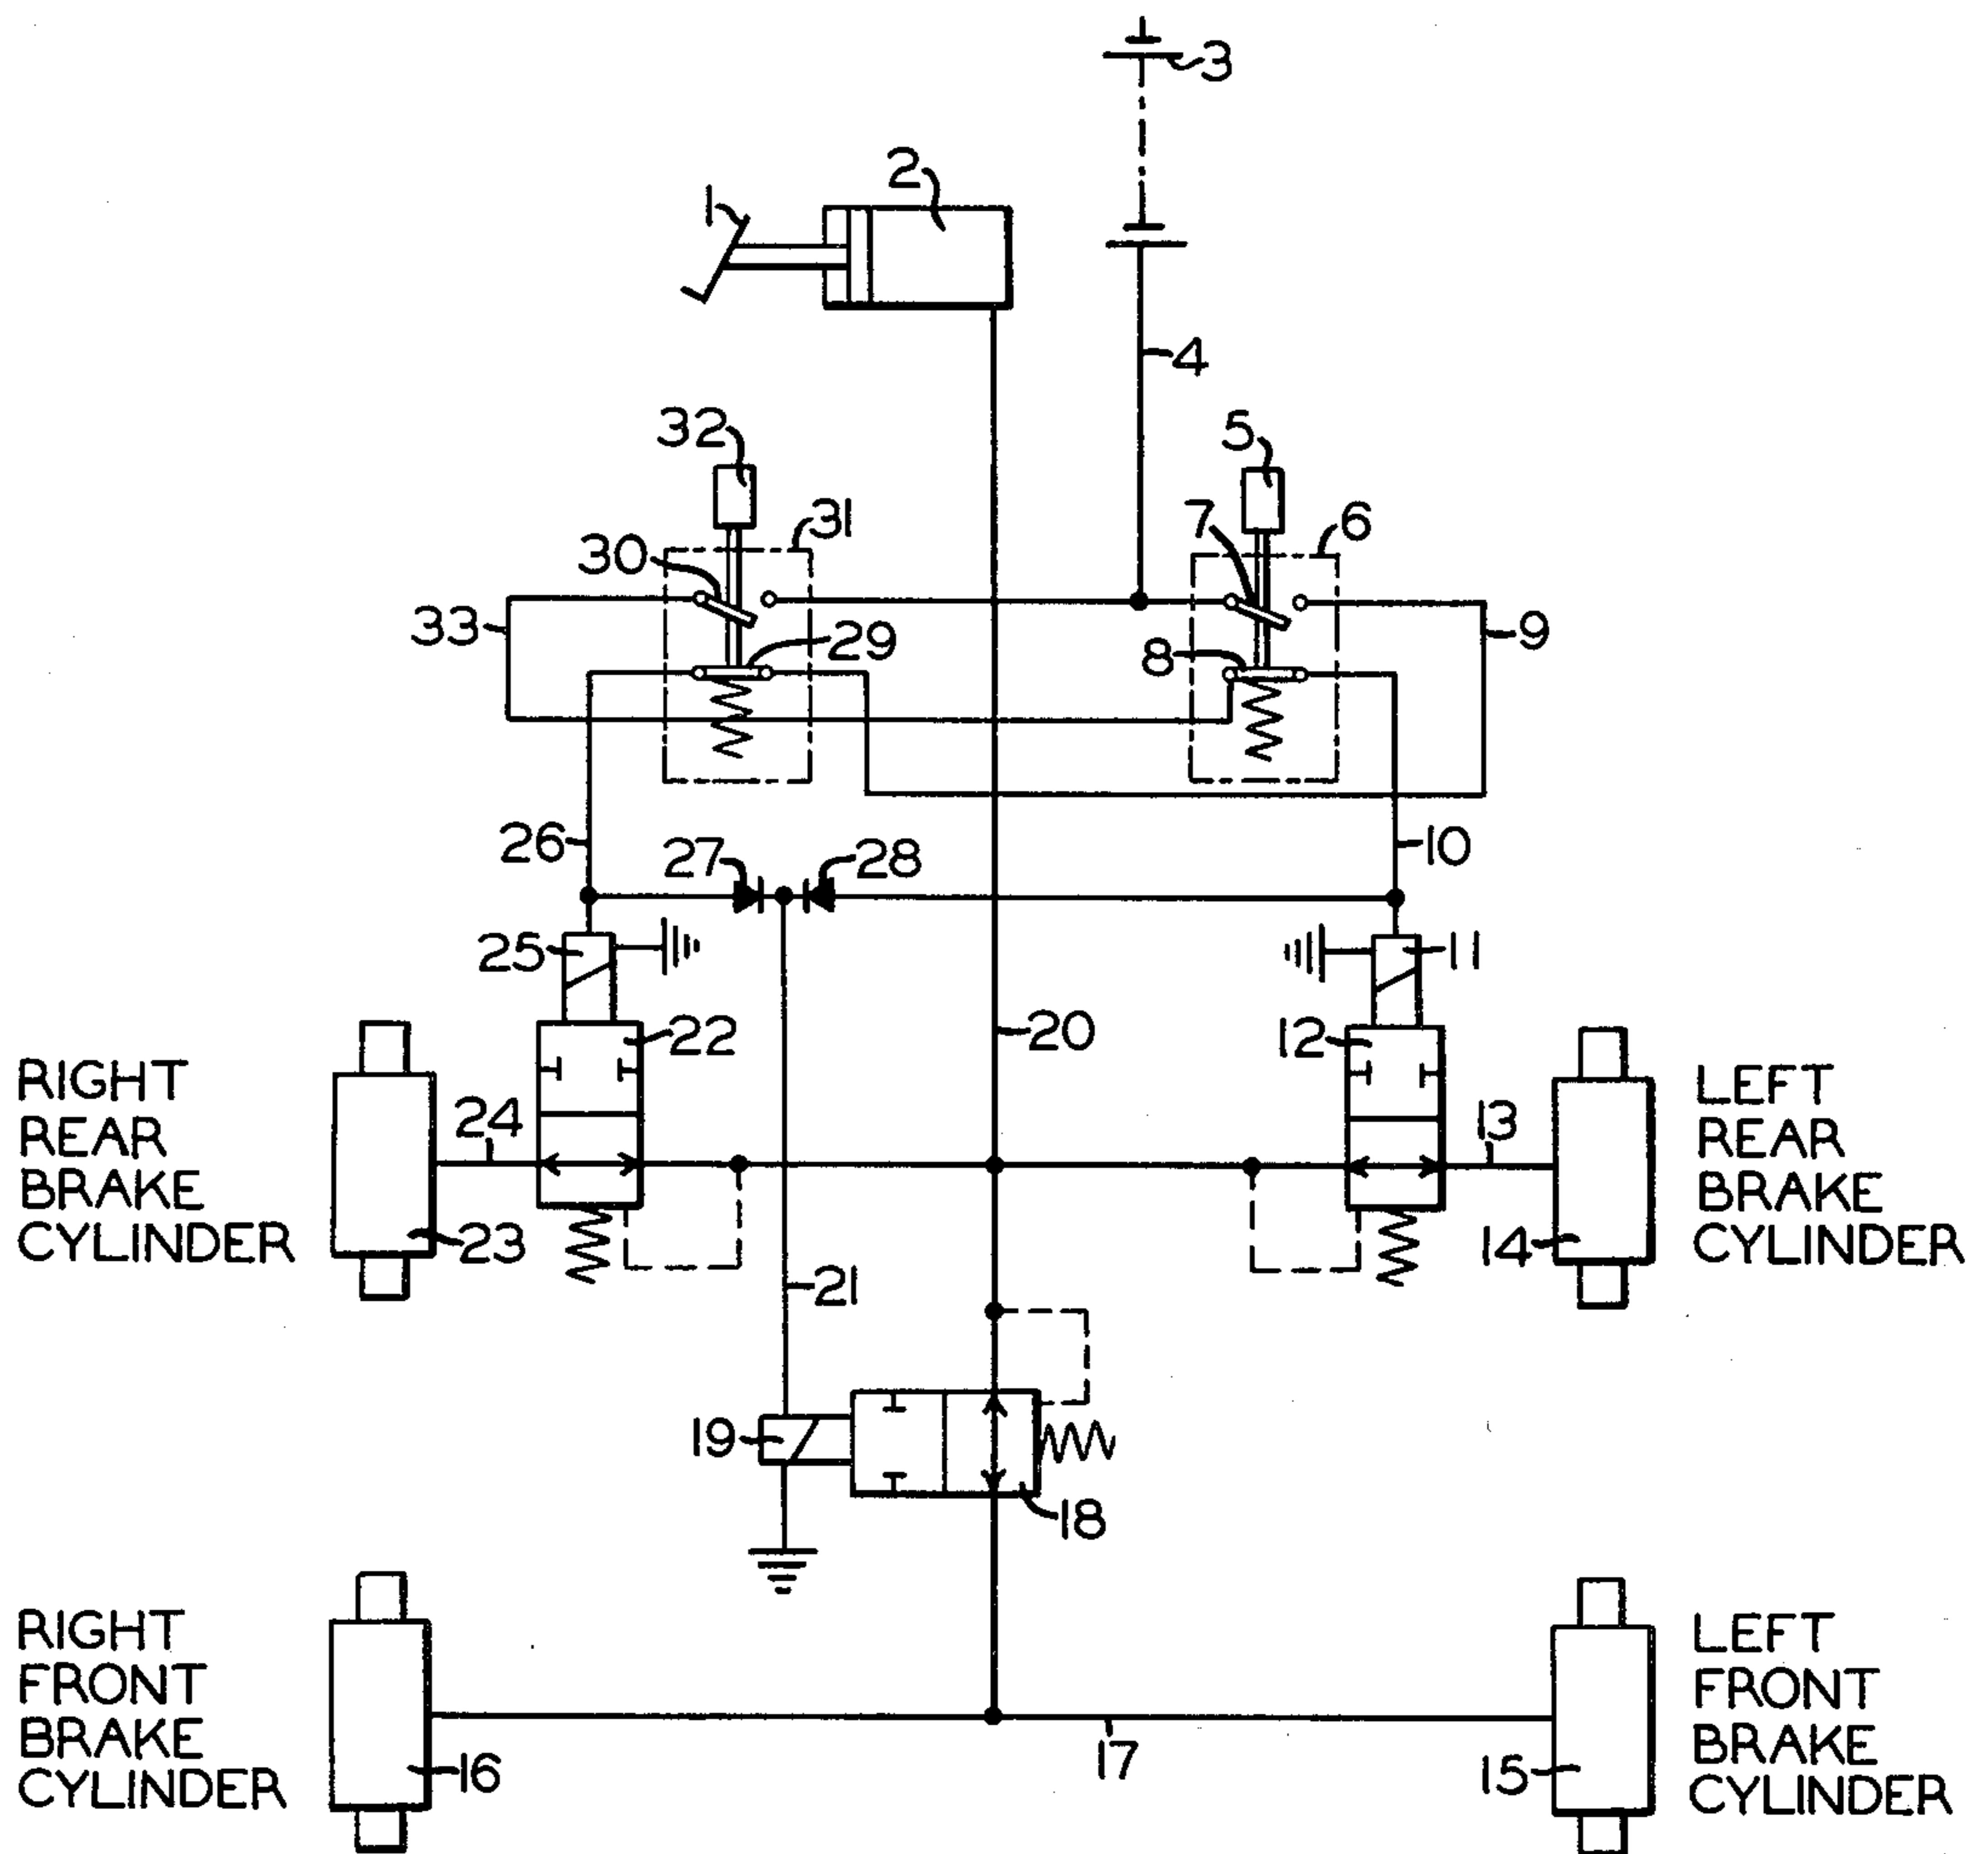 3
2
1
4
32
5
31
7
6
30
33
29
8
9
26
27
28
10
25
11
22
20
12
RIGHT
REAR
BRAKE
CYLINDER
24
13
LEFT
REAR
BRAKE
CYLINDER
23
14
21
19
18
RIGHT
FRONT
BRAKE
CYLINDER
16
17
15
LEFT
FRONT
BRAKE
CYLINDER